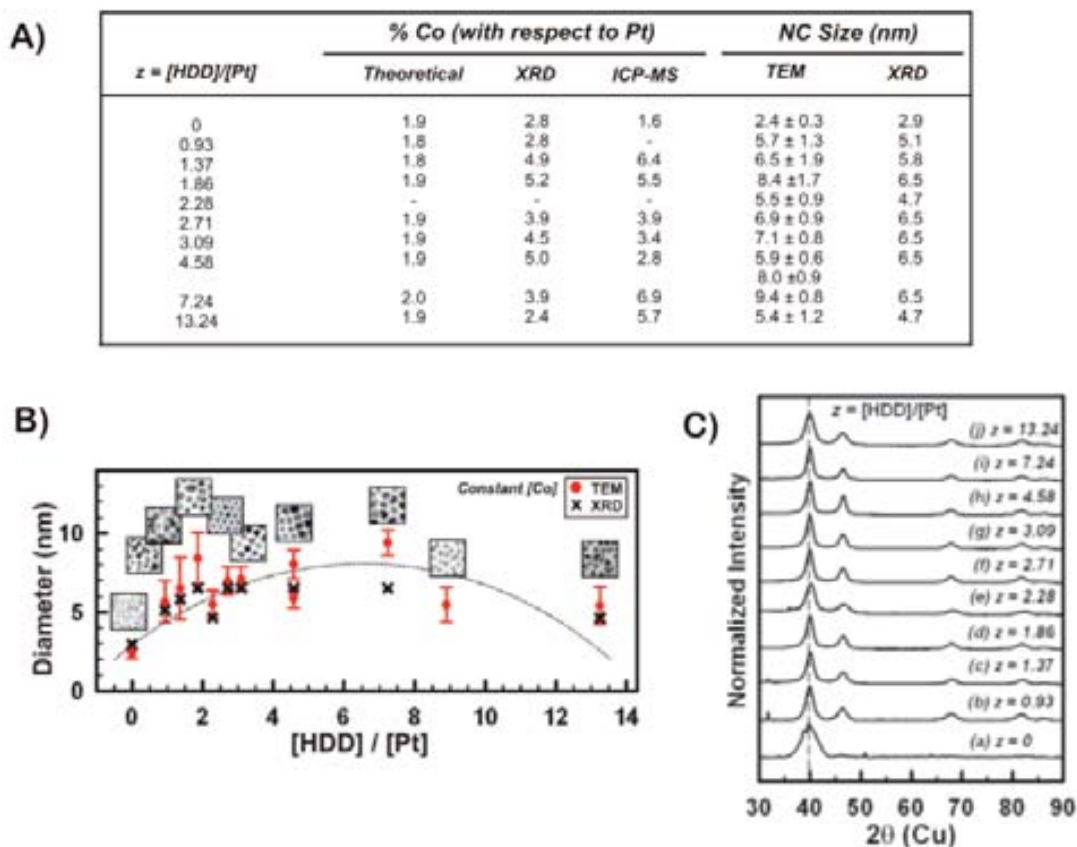 A)
% Co (with respect to Pt) NC Size (nm)
z = [HDD]/[Pt] Theoretical XRD ICP-MS TEM XRD
0 1.9 2.8 1.6 2.4 ± 0.3 2.9
0.93 1.8 2.8 - 5.7 ± 1.3 5.1
1.37 1.8 4.9 6.4 6.5 ± 1.9 5.8
1.86 1.9 5.2 5.5 8.4 ±1.7 6.5
2.28 - - - 5.5 ± 0.9 4.7
2.71 1.9 3.9 3.9 6.9 ± 0.9 6.5
3.09 1.9 4.5 3.4 7.1 ± 0.8 6.5
4.58 1.9 5.0 2.8 5.9 ± 0.6 6.5
8.0 ±0.9
7.24 2.0 3.9 6.9 9.4 ± 0.8 6.5
13.24 1.9 2.4 5.7 5.4 ± 1.2 4.7
B)
Constant [Co]
TEM
XRD
Diameter (nm)
10
5
0
0 2 4 6 8 10 12 14
[HDD] / [Pt]
C)
z = [HDD]/[Pt]
(j) z = 13.24
(i) z = 7.24
(h) z = 4.58
(g) z = 3.09
(f) z = 2.71
(e) z = 2.28
(d) z = 1.86
(c) z = 1.37
(b) z = 0.93
(a) z = 0
Normalized Intensity
30 40 50 60 70 80 90
2θ (Cu)